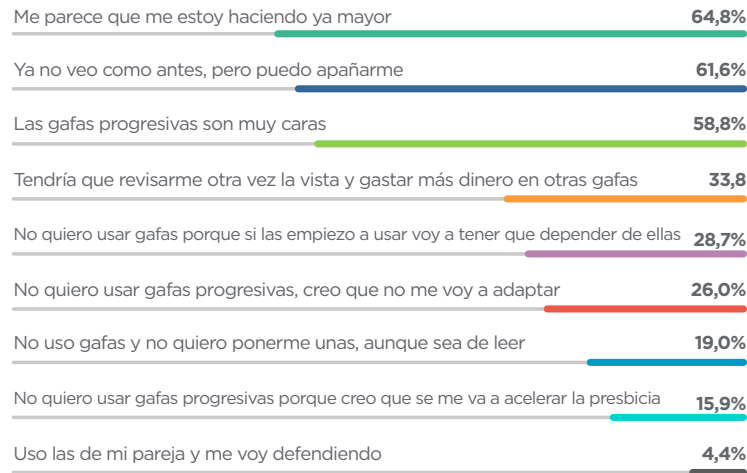 Me parece que me estoy haciendo ya mayor 64,8%
Ya no veo como antes, pero puedo apañarme 61,6%
Las gafas progresivas son muy caras 58,8%
Tendría que revisarme otra vez la vista y gastar más dinero en otras gafas 33,8
No quiero usar gafas porque si las empiezo a usar voy a tener que depender de ellas 28,7%
No quiero usar gafas progresivas, creo que no me voy a adaptar 26,0%
No uso gafas y no quiero ponerme unas, aunque sea de leer 19,0%
No quiero usar gafas progresivas porque creo que se me va a acelerar la presbicia 15,9%
Uso las de mi pareja y me voy defendiendo 4,4%